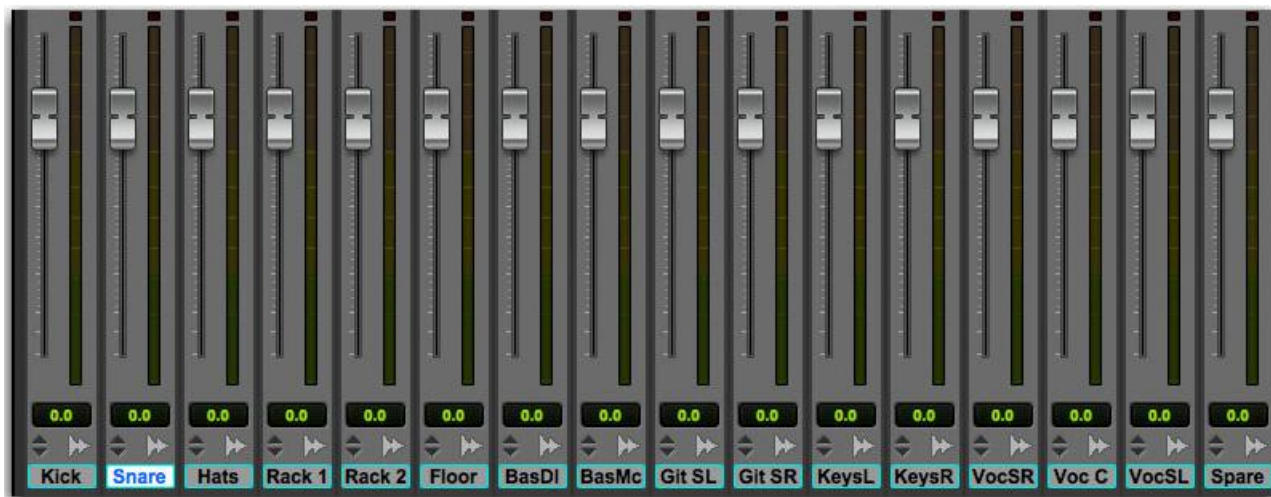 0.0 0.0 0.0 0.0 0.0 0.0 0.0 0.0 0.0 0.0 0.0 0.0 0.0 0.0 0.0 0.0
Kick Snare Hats Rack 1 Rack 2 Floor BasDI BasMc Git SL Git SR KeysL KeysR VocSR Voc C VocSL Spare